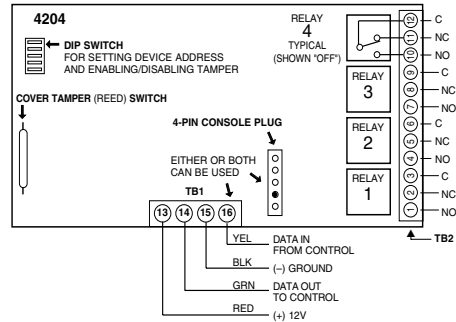 4204
DIP SWITCH
FOR SETTING DEVICE ADDRESS
AND ENABLING/DISABLING TAMPER
COVER TAMPER (REED) SWITCH
4-PIN CONSOLE PLUG
EITHER OR BOTH
CAN BE USED
TB1
13 14 15 16
RELAY
4
TYPICAL
(SHOWN "OFF")
RELAY
3
RELAY
2
RELAY
1
12 C
11 NC
10 NO
9 C
8 NC
7 NO
6 C
5 NC
4 NO
3 C
2 NC
1 NO
TB2
YEL DATA IN
FROM CONTROL
BLK (–) GROUND
GRN DATA OUT
TO CONTROL
RED (+) 12V